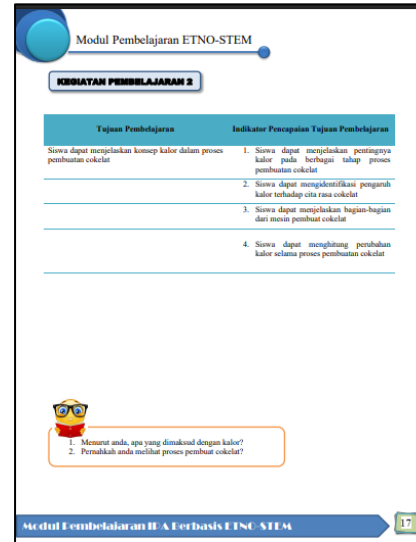 Modul Pembelajaran ETNO-STEM
KEGIATAN PEMBELAJARAN 2
Tujuan Pembelajaran
Indikator Pencapaian Tujuan Pembelajaran
Siswa dapat menjelaskan konsep kalor dalam proses
pembuatan cokelat
1. Siswa dapat menjelaskan pentingnya
kalor pada berbagai tahap proses
pembuatan cokelat
2. Siswa dapat mengidentifikasi pengaruh
kalor terhadap cita rasa cokelat
3. Siswa dapat menjelaskan bagian-bagian
dari mesin pembuat cokelat
4. Siswa dapat menghitung perubahan
kalor selama proses pembuatan cokelat
1. Menurut anda, apa yang dimaksud dengan kalor?
2. Pernahkah anda melihat proses pembuat cokelat?
Modul Pembelajaran IPA Berbasis ETNO-STEM
17